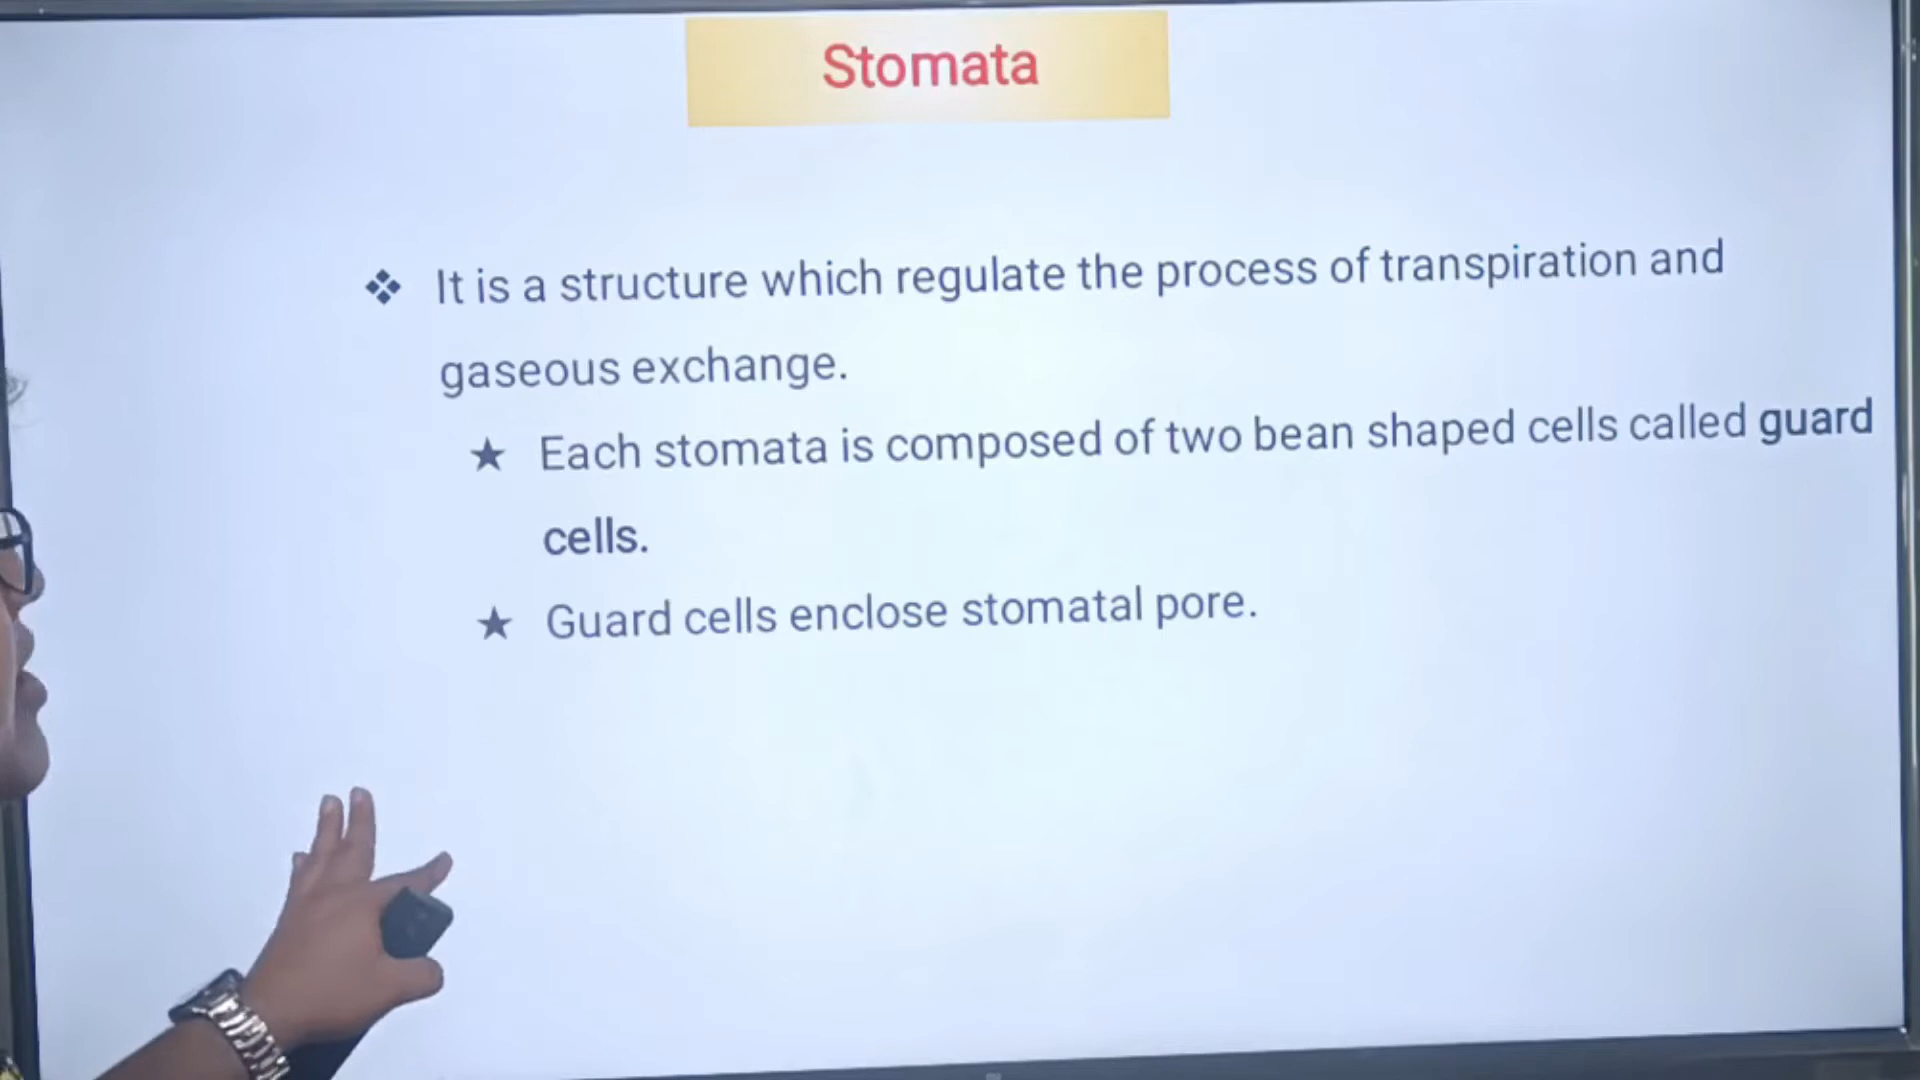 Stomata
❖ It is a structure which regulate the process of transpiration and
gaseous exchange.
★ Each stomata is composed of two bean shaped cells called guard
cells.
★ Guard cells enclose stomatal pore.